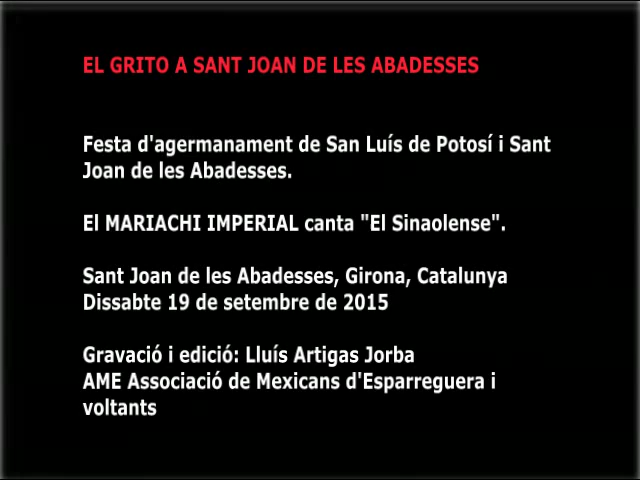 EL GRITO A SANT JOAN DE LES ABADESSES
Festa d'agermanament de San Luís de Potosí i Sant
Joan de les Abadesses.
El MARIACHI IMPERIAL canta "El Sinaolense".
Sant Joan de les Abadesses, Girona, Catalunya
Dissabte 19 de setembre de 2015
Gravació i edició: Lluís Artigas Jorba
AME Associació de Mexicans d'Esparreguera i
voltants